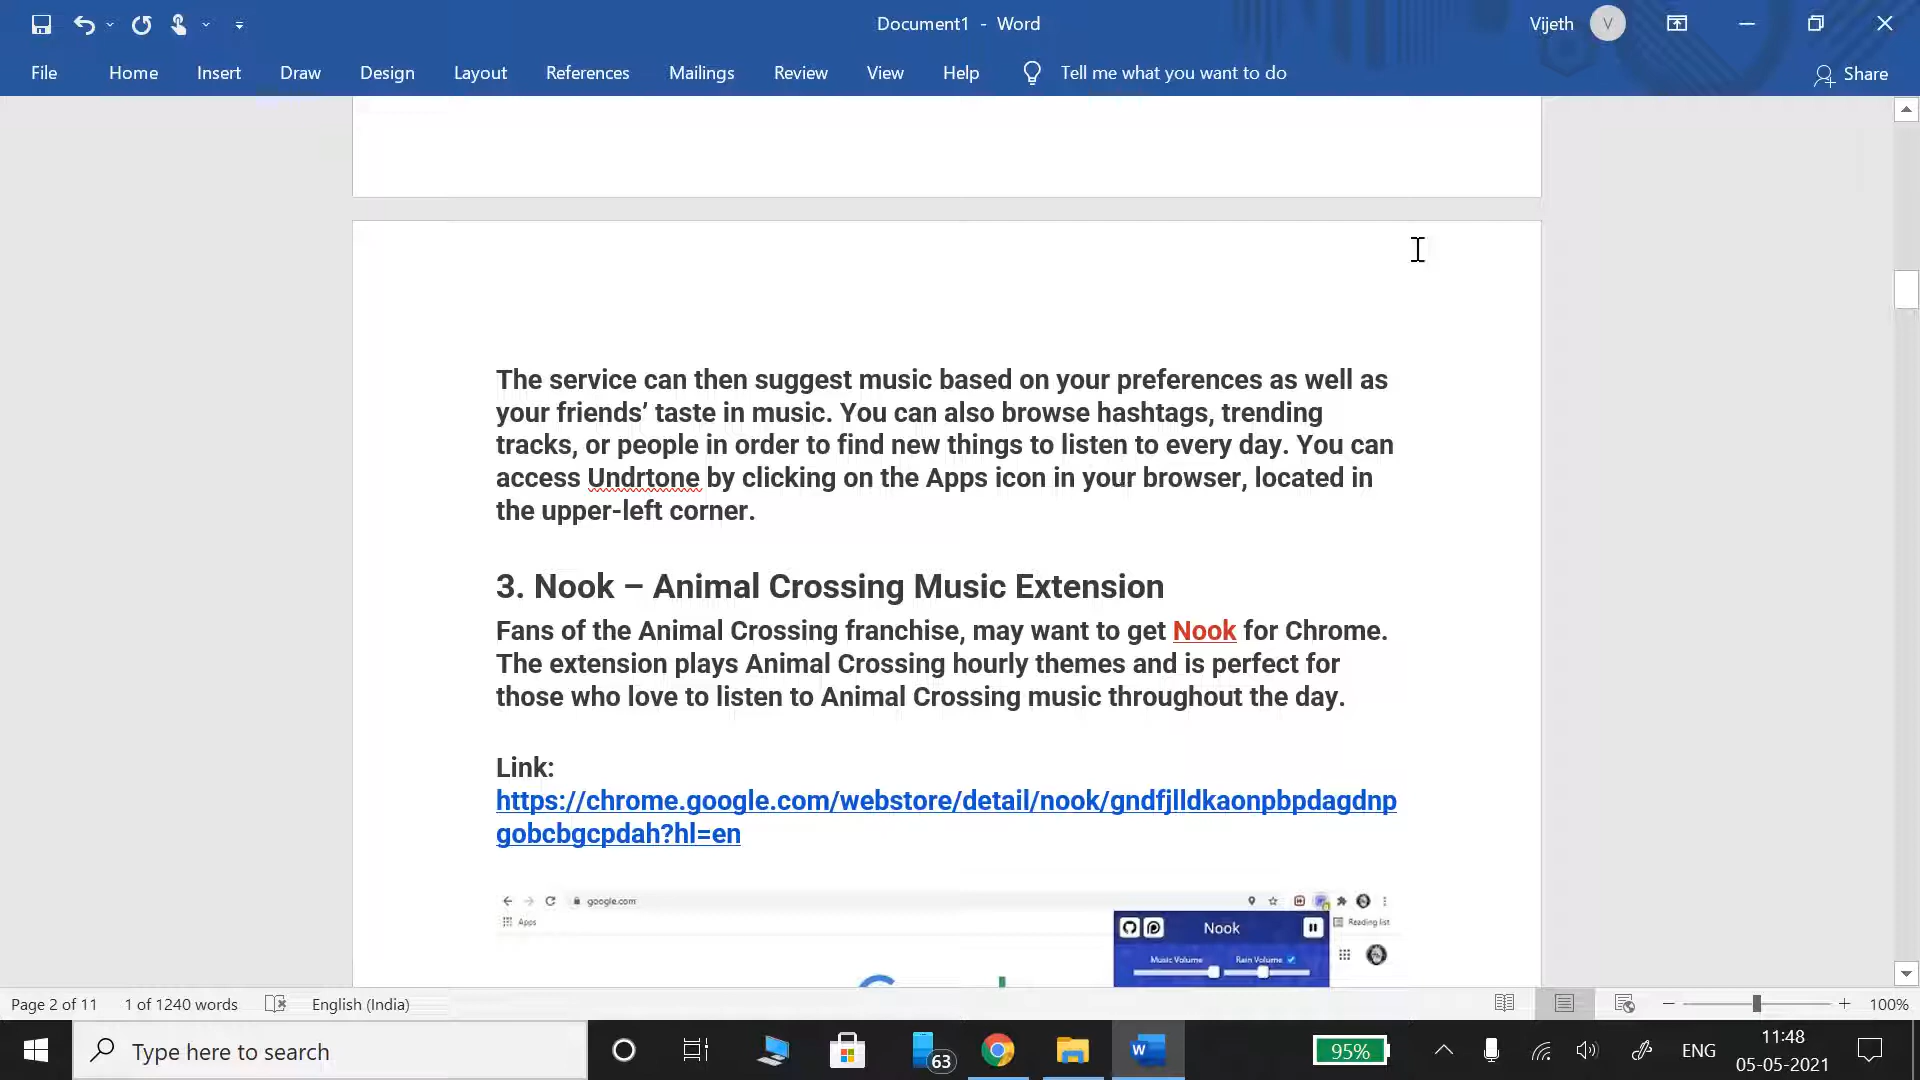 Document1 - Word
Vijeth
V
File Home Insert Draw Design Layout References Mailings Review View Help Tell me what you want to do
Share
The service can then suggest music based on your preferences as well as
your friends’ taste in music. You can also browse hashtags, trending
tracks, or people in order to find new things to listen to every day. You can
access Undrtone by clicking on the Apps icon in your browser, located in
the upper-left corner.
3. Nook – Animal Crossing Music Extension
Fans of the Animal Crossing franchise, may want to get Nook for Chrome.
The extension plays Animal Crossing hourly themes and is perfect for
those who love to listen to Animal Crossing music throughout the day.
Link:
https://chrome.google.com/webstore/detail/nook/gndfjlldkaonpbpdagdnp
gobcbgcpdah?hl=en
google.com
Apps
Reading list
Nook
Music Volume Rain Volume
Page 2 of 11 1 of 1240 words English (India)
100%
Type here to search
63
W
95%
ENG
11:48
05-05-2021